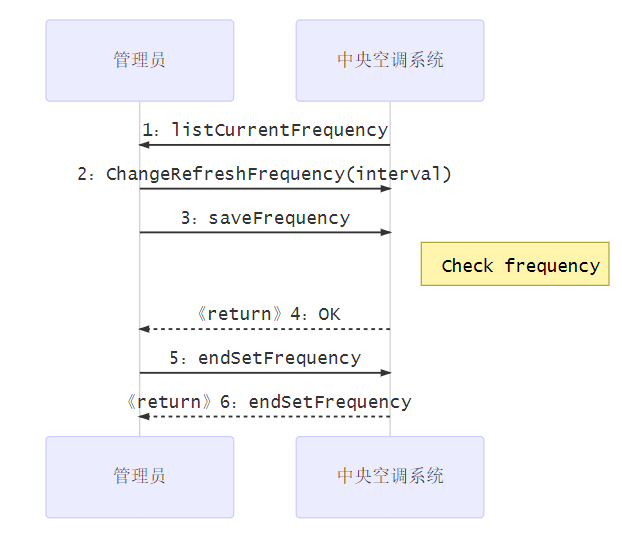 管理员
中央空调系统
1：listCurrentFrequency
2：ChangeRefreshFrequency(interval)
3：saveFrequency
Check frequency
《return》4：OK
5：endSetFrequency
《return》6：endSetFrequency
管理员
中央空调系统